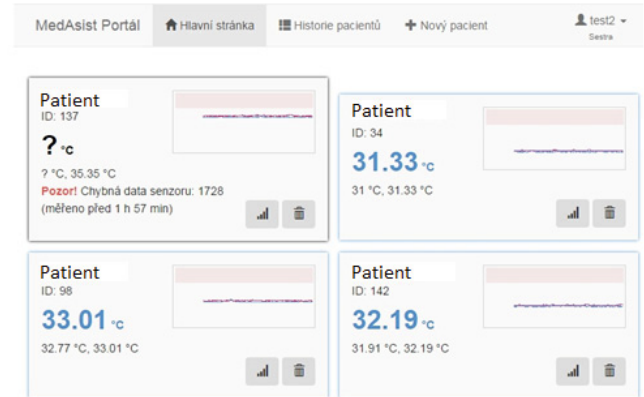 MedAsist Portál
Hlavní stránka
Historie pacientů
Nový pacient
test2
Sestra
Patient
ID: 137
? °C
? °C, 35.35 °C
Pozor! Chybná data senzoru: 1728
(měřeno před 1 h 57 min)
Patient
ID: 34
31.33 °C
31 °C, 31.33 °C
Patient
ID: 98
33.01 °C
32.77 °C, 33.01 °C
Patient
ID: 142
32.19 °C
31.91 °C, 32.19 °C